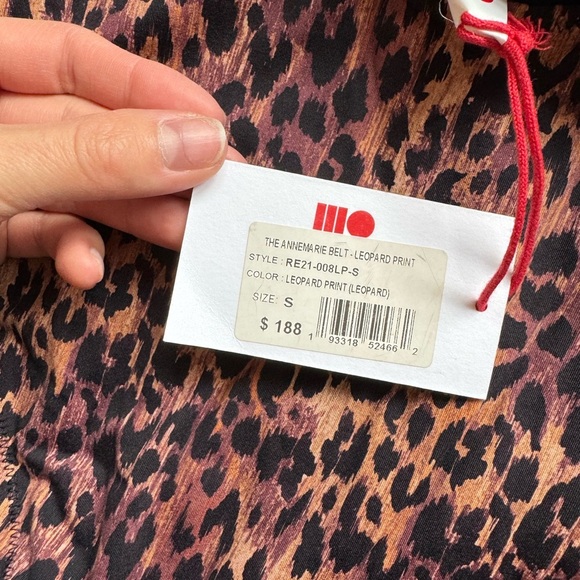 THE ANNEMARIE BELT - LEOPARD PRINT
STYLE : RE21-008LP-S
COLOR : LEOPARD PRINT (LEOPARD)
SIZE: S
$ 188
1 93318 52466 2